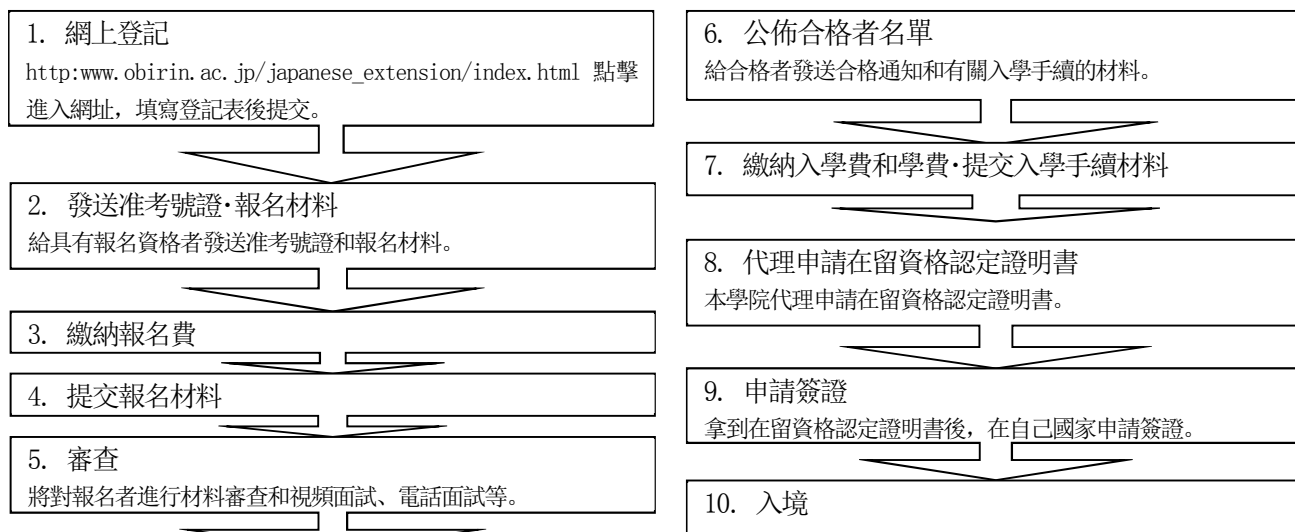 1. 網上登記
http:www.obirin.ac.jp/japanese_extension/index.html 點擊
進入網址，填寫登記表後提交。
2. 發送准考號證･報名材料
給具有報名資格者發送准考號證和報名材料。
3. 繳納報名費
4. 提交報名材料
5. 審查
將對報名者進行材料審查和視頻面試、電話面試等。
6. 公佈合格者名單
給合格者發送合格通知和有關入學手續的材料。
7. 繳納入學費和學費･提交入學手續材料
8. 代理申請在留資格認定證明書
本學院代理申請在留資格認定證明書。
9. 申請簽證
拿到在留資格認定證明書後，在自己國家申請簽證。
10. 入境